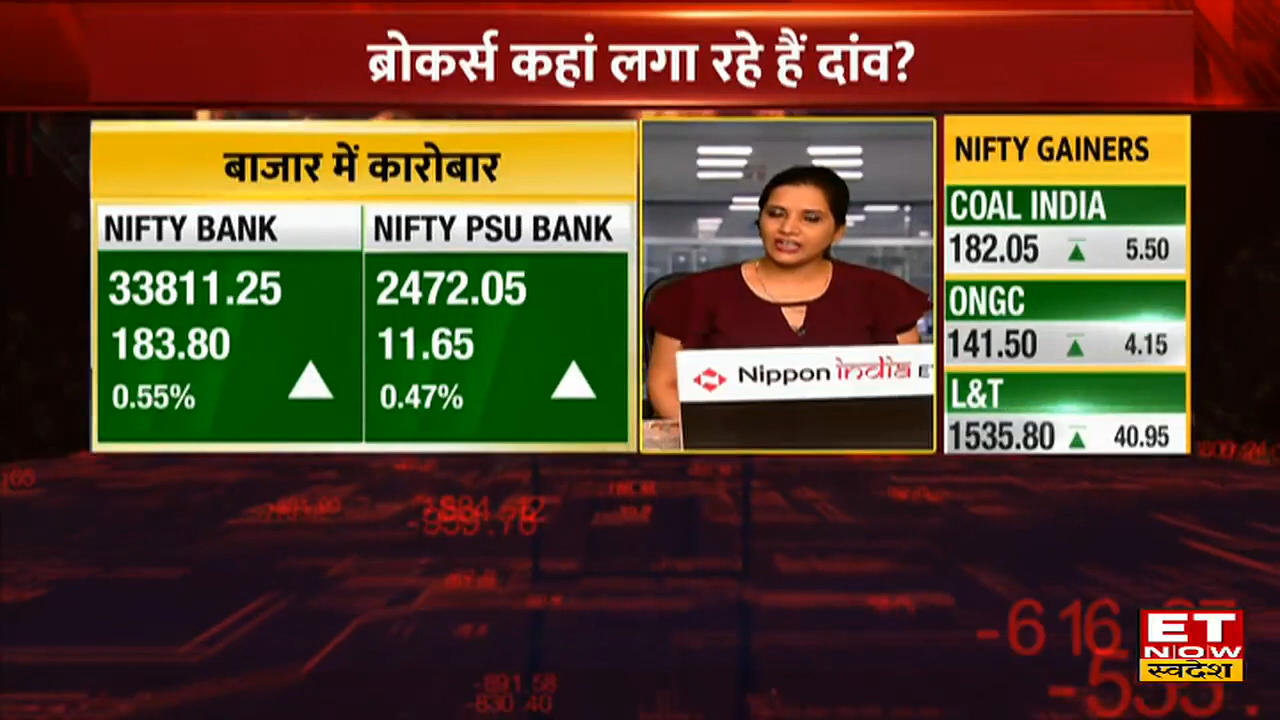 ब्रोकर्स कहां लगा रहे हैं दांव?
बाजार में कारोबार
NIFTY BANK
33811.25
183.80
0.55%
NIFTY PSU BANK
2472.05
11.65
0.47%
Nippon india E
NIFTY GAINERS
COAL INDIA
182.05 5.50
ONGC
141.50 4.15
L&T
1535.80 40.95
-616
ET
NOW
स्वदेश